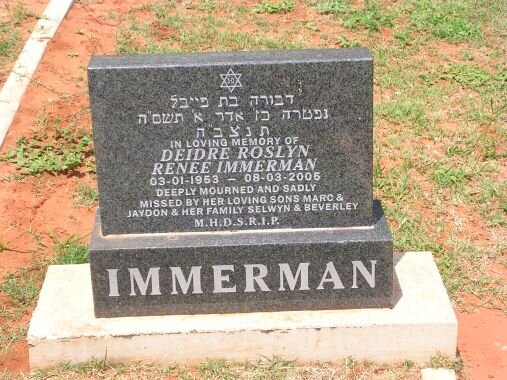 דבורה בת פייבל
נפטרה כז אדר א תשס"ה
ת נ צ ב ה
IN LOVING MEMORY OF
DEIDRE ROSLYN
RENEE IMMERMAN
03-01-1953 – 08-03-2005
DEEPLY MOURNED AND SADLY
MISSED BY HER LOVING SONS MARC &
JAYDON & HER FAMILY SELWYN & BEVERLEY
M.H.D.S.R.I.P.
IMMERMAN